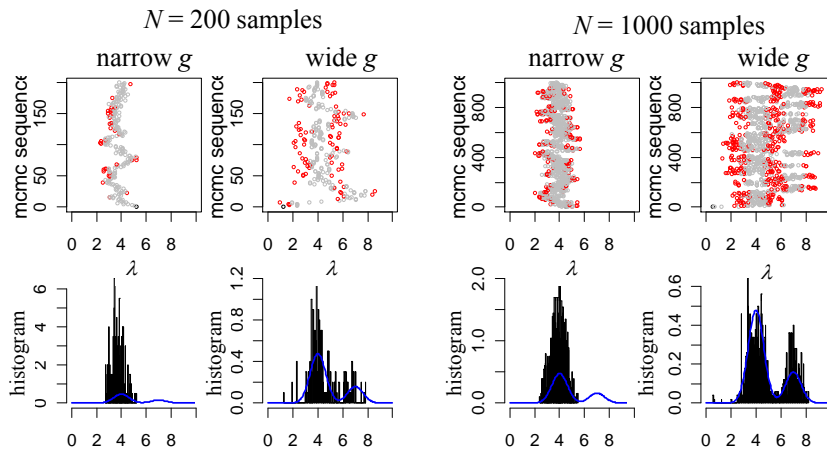 N = 200 samples
N = 1000 samples
narrow g
wide g
narrow g
wide g
mcmc sequence
0 50 150
0 2 4 6 8
mcmc sequence
0 50 150
0 2 4 6 8
mcmc sequence
0 400 800
0 2 4 6 8
mcmc sequence
0 400 800
0 2 4 6 8
λ
λ
λ
λ
histogram
0 2 4 6
0 2 4 6 8
histogram
0.0 0.4 0.8 1.2
0 2 4 6 8
histogram
0.0 1.0 2.0
0 2 4 6 8
histogram
0.0 0.2 0.4 0.6
0 2 4 6 8